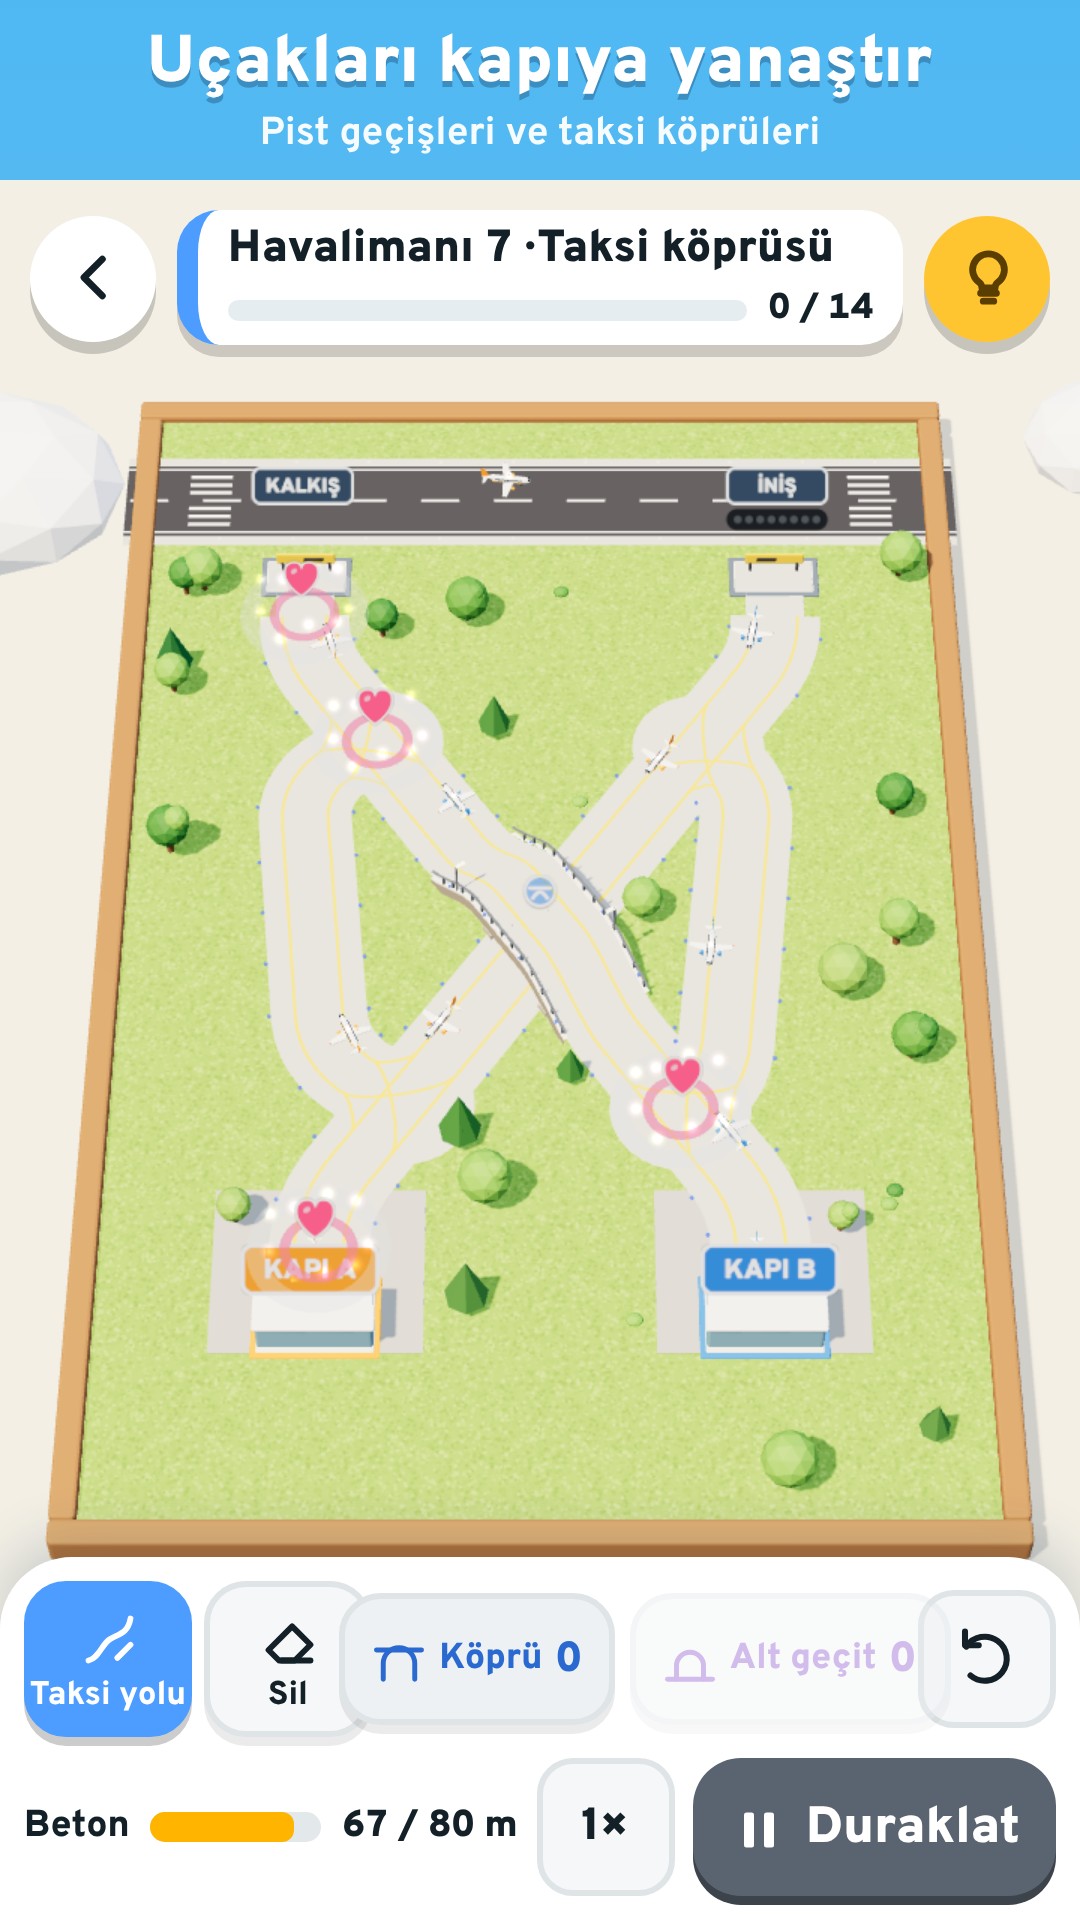 Uçakları kapıya yanaştır
Pist geçişleri ve taksi köprüleri
Havalimanı 7 · Taksi köprüsü
0 / 14
KALKIŞ
İNİŞ
KAPI A
KAPI B
Taksi yolu
Sil
Köprü 0
Alt geçit 0
Beton
67 / 80 m
1×
Duraklat